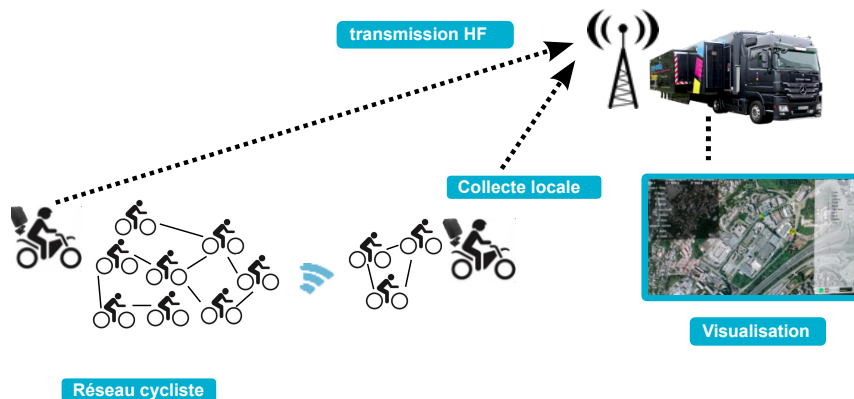 transmission HF
Collecte locale
Visualisation
Réseau cycliste